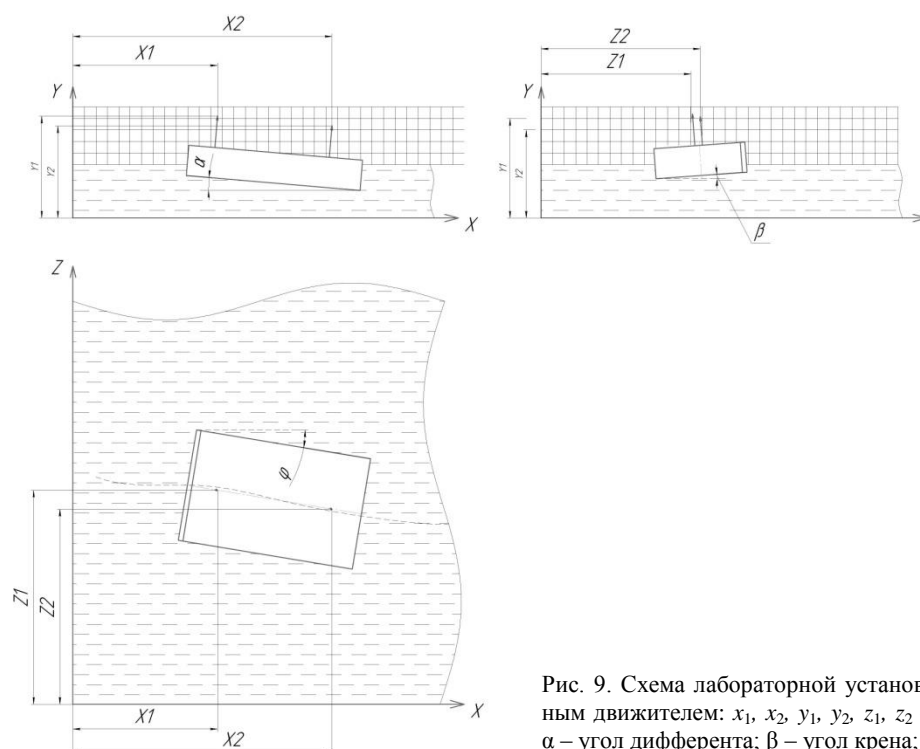 X2
X1
Y
Y1
Y2
α
X
Z2
Z1
Y
Y1
Y2
β
Z
φ
Z1
Z2
X1
X2
X
Рис. 9. Схема лабораторной установ
ным движителем: x1, x2, y1, y2, z1, z2
α – угол дифферента; β – угол крена;